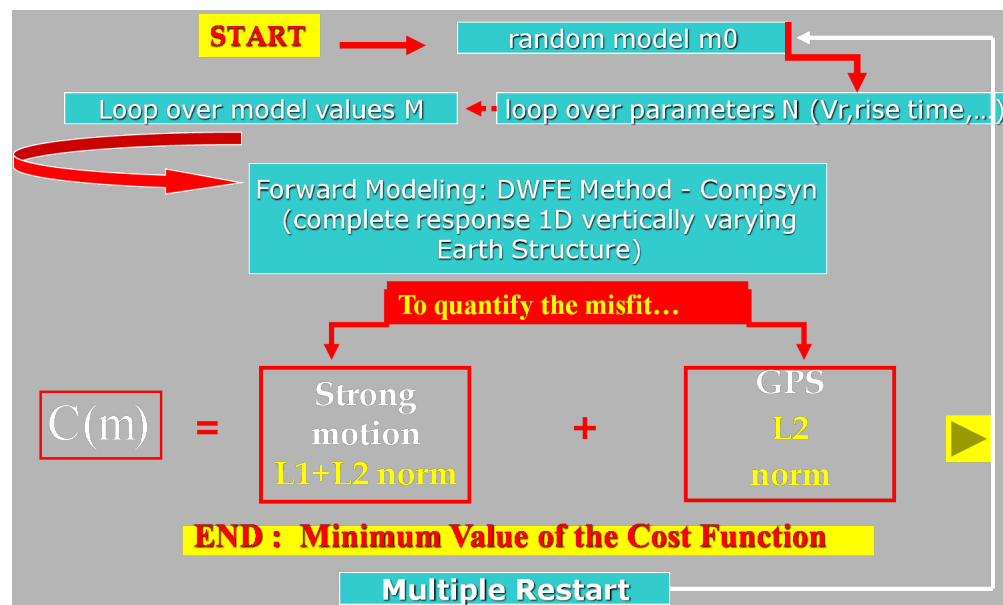 START
random model m0
Loop over model values M
loop over parameters N (Vr,rise time,...)
Forward Modeling: DWFE Method - Compsyn
(complete response 1D vertically varying
Earth Structure)
To quantify the misfit...
C(m)
=
Strong
motion
L1+L2 norm
+
GPS
L2
norm
END : Minimum Value of the Cost Function
Multiple Restart